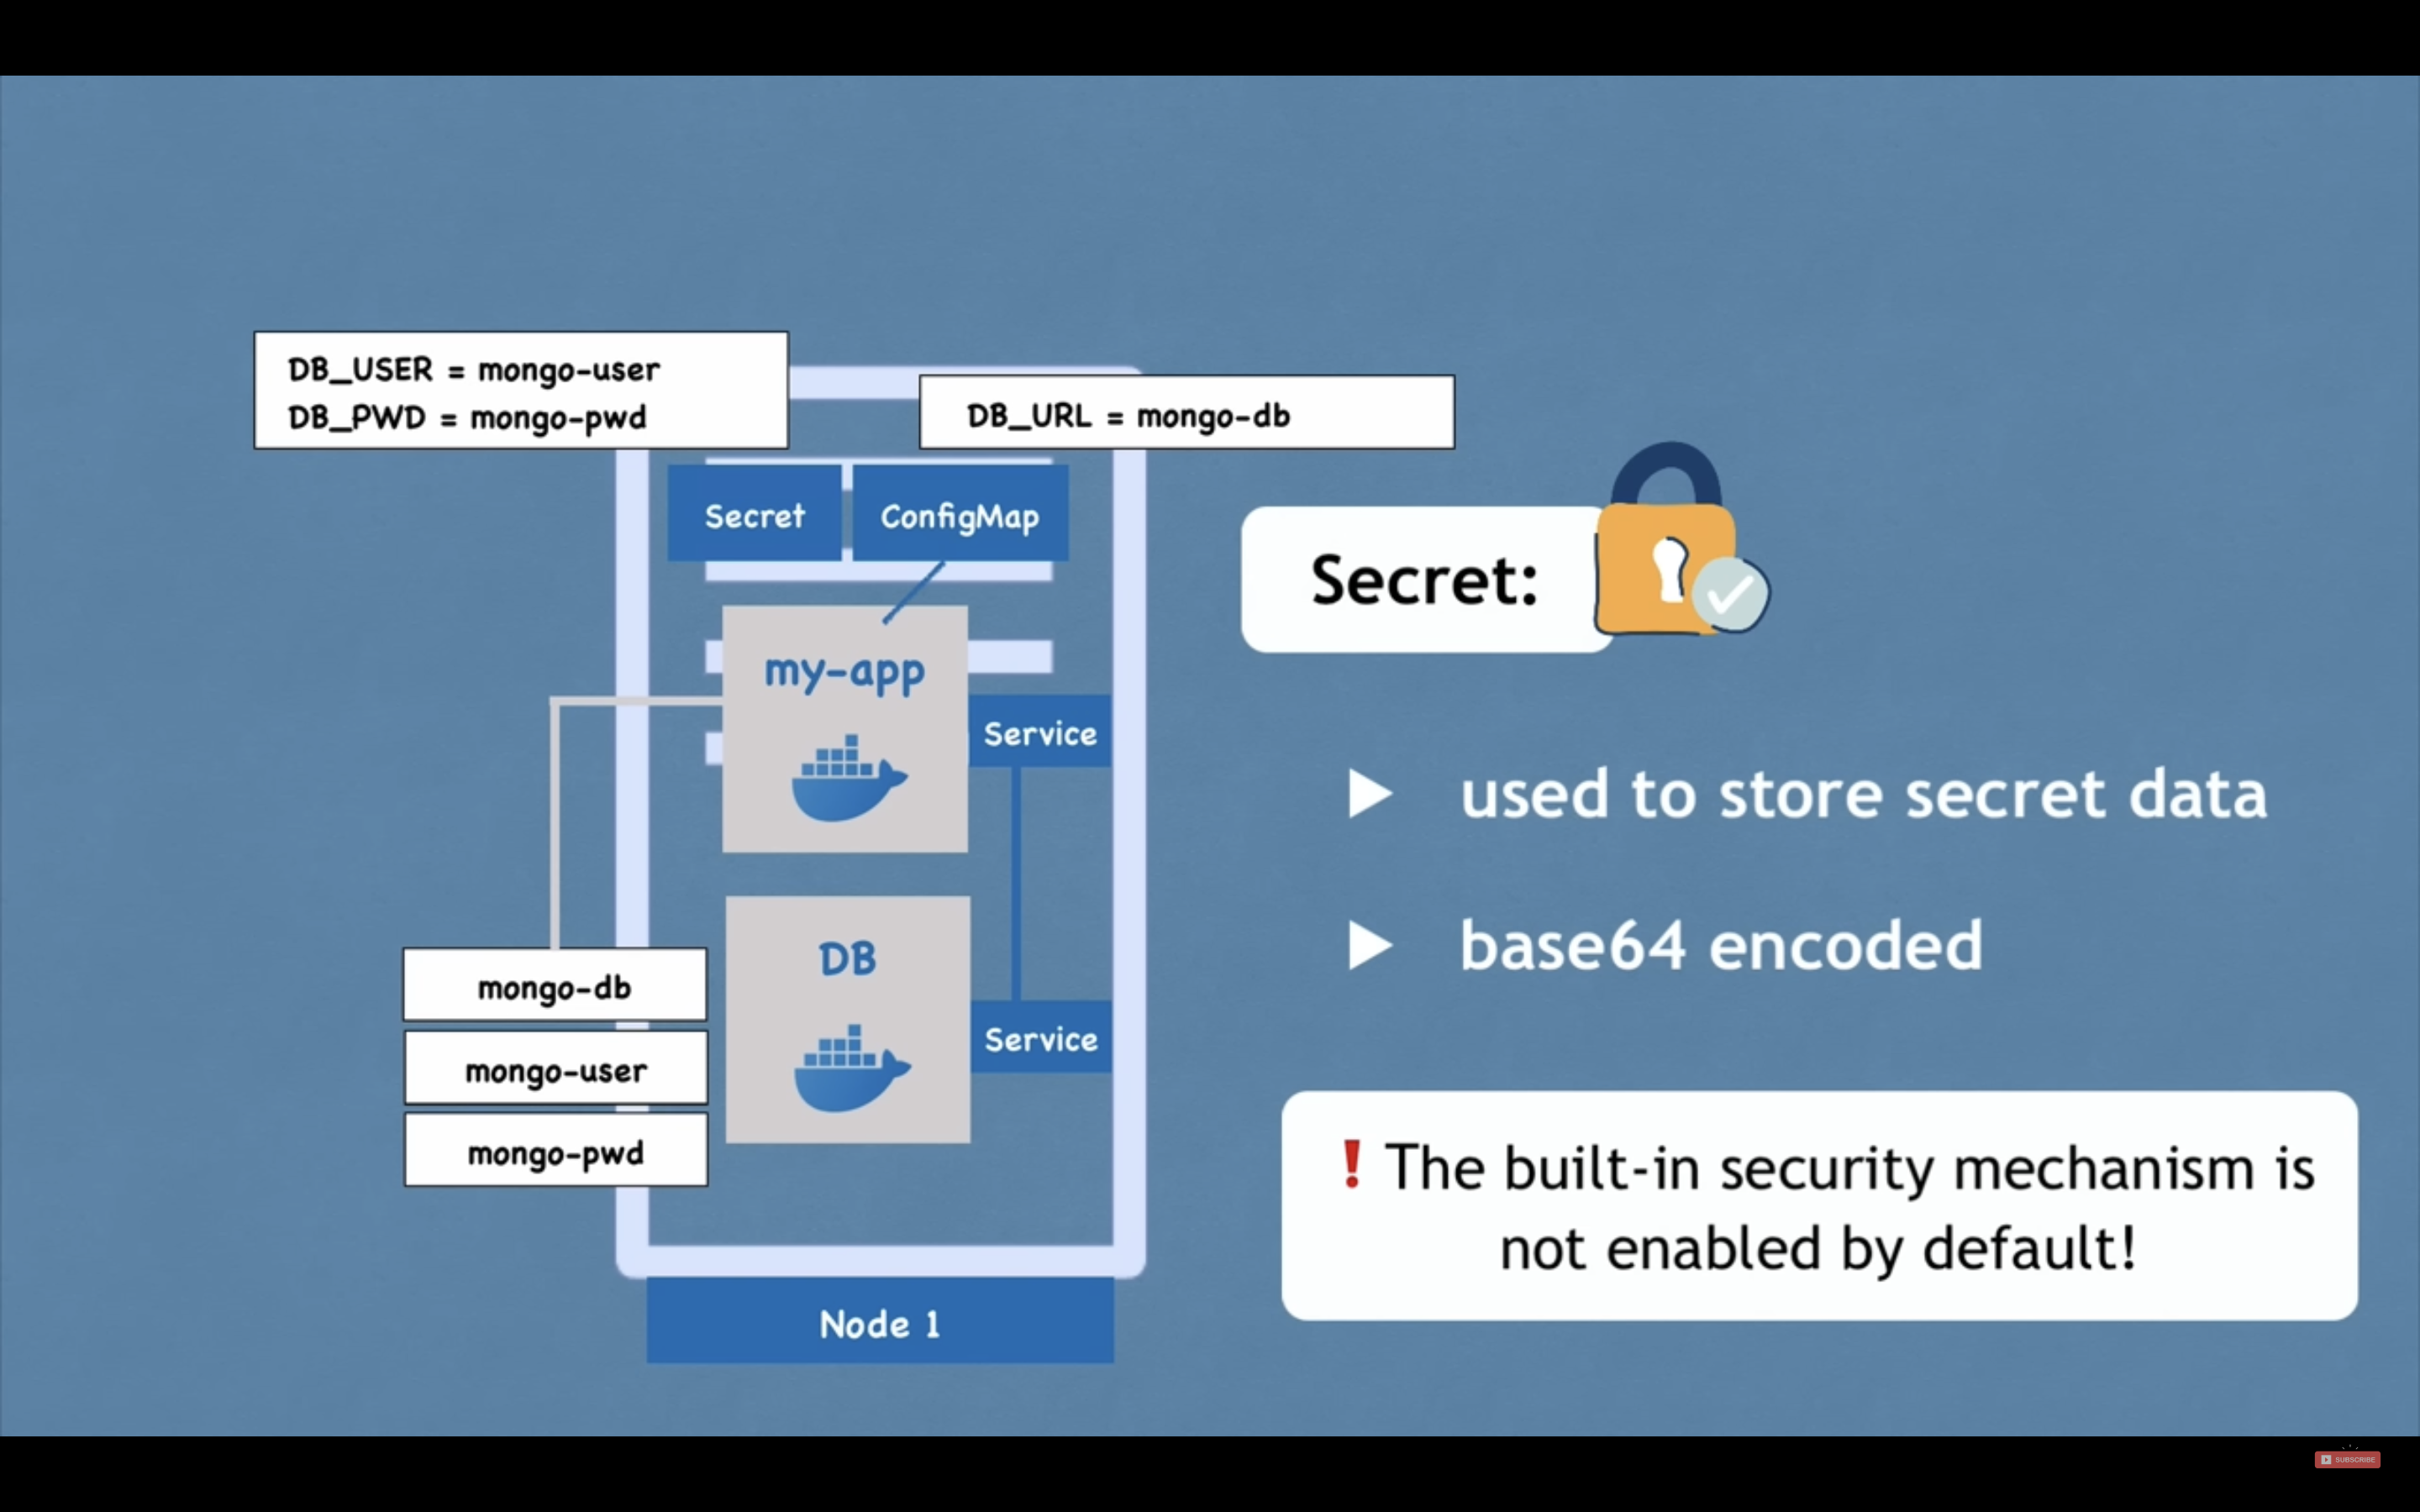 DB_USER = mongo-user
DB_PWD = mongo-pwd
DB_URL = mongo-db
Secret
ConfigMap
my-app
Service
DB
Service
mongo-db
mongo-user
mongo-pwd
Node 1
Secret:
used to store secret data
base64 encoded
! The built-in security mechanism is
not enabled by default!
SUBSCRIBE